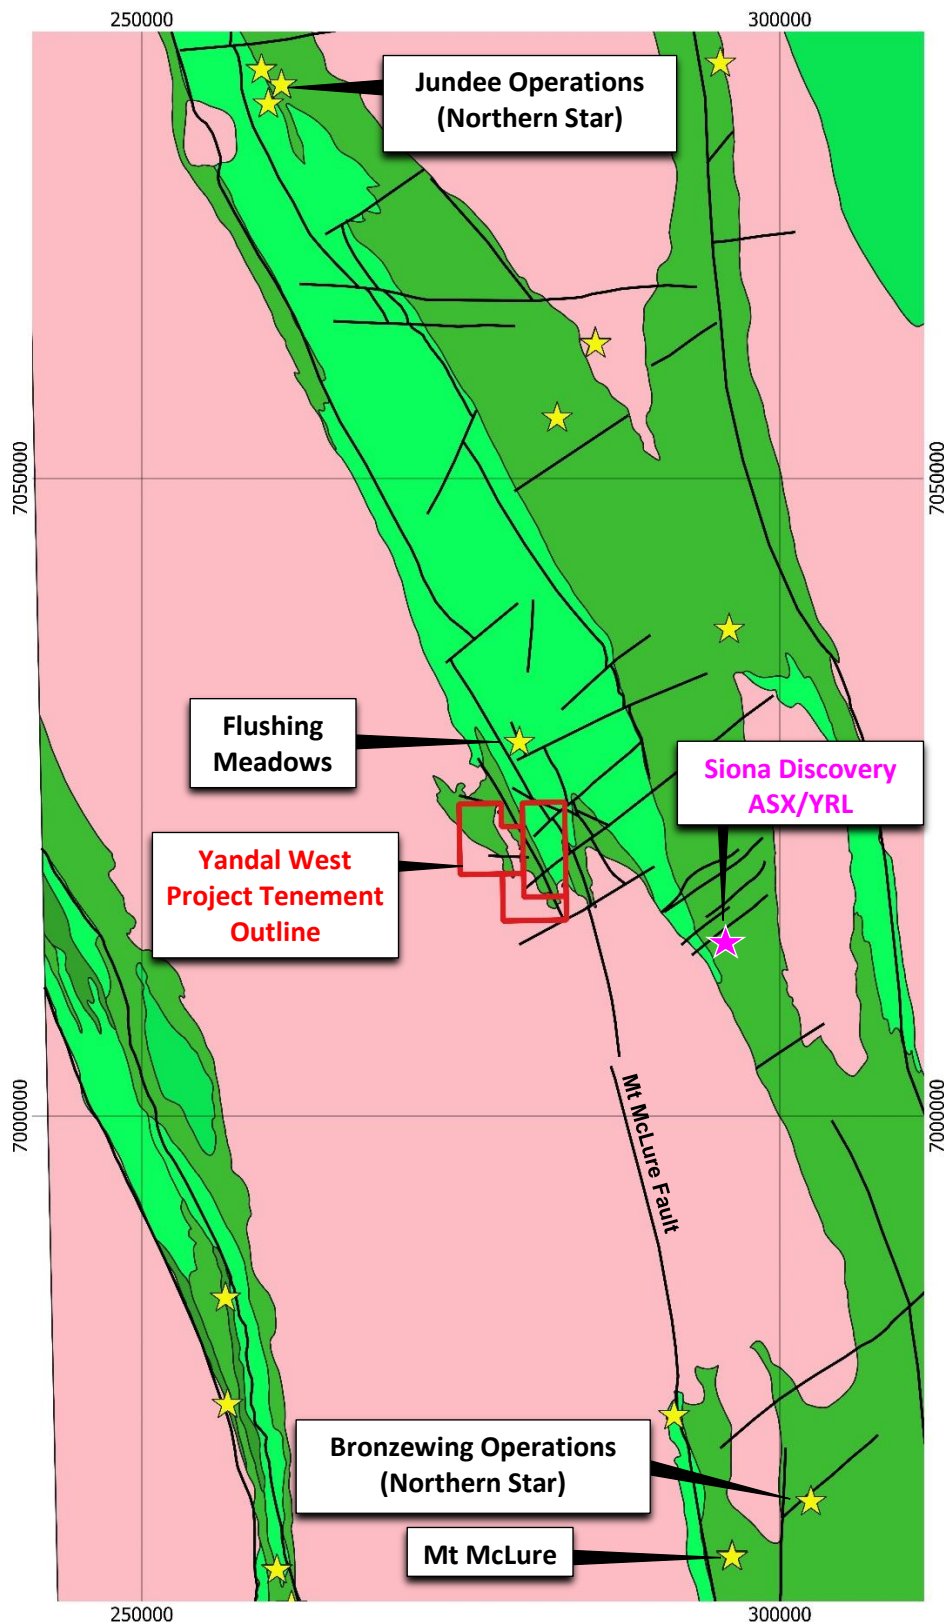 250000
300000
Jundee Operations
(Northern Star)
7050000
7050000
Flushing
Meadows
Siona Discovery
ASX/YRL
Yandal West
Project Tenement
Outline
7000000
7000000
Mt McLure Fault
Bronzewing Operations
(Northern Star)
Mt McLure
250000
300000